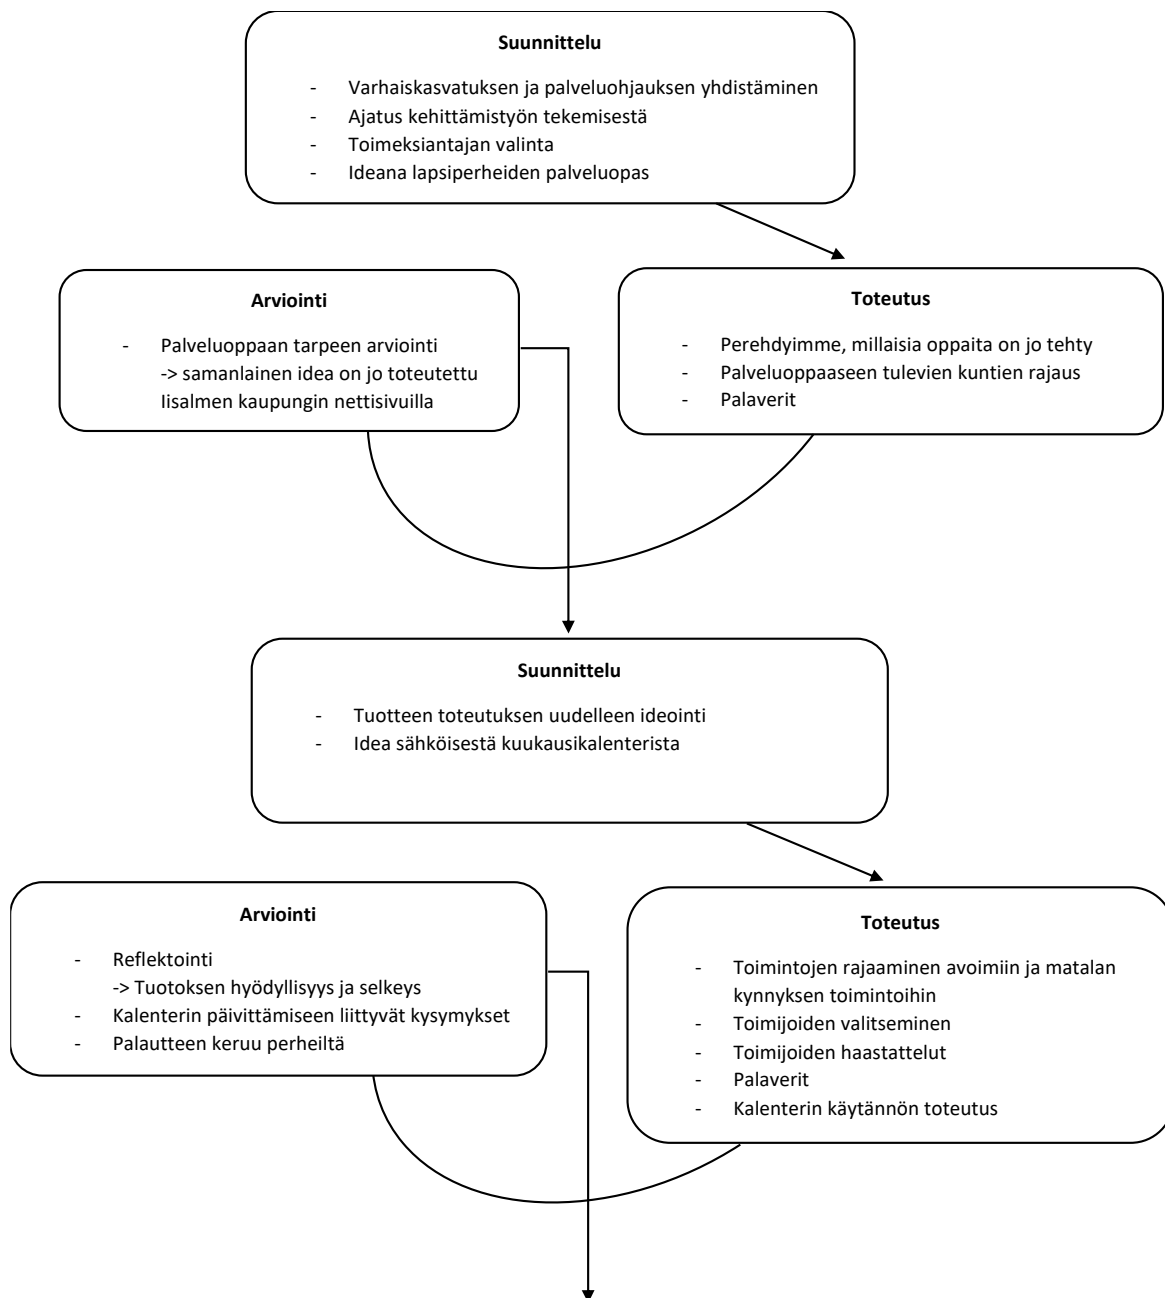 Suunnittelu
- Varhaiskasvatuksen ja palveluohjauksen yhdistäminen
- Ajatus kehittämistyön tekemisestä
- Toimeksiantajan valinta
- Ideana lapsiperheiden palveluopas
Arviointi
- Palveluoppaan tarpeen arviointi
-> samanlainen idea on jo toteutettu
Iisalmen kaupungin nettisivuilla
Toteutus
- Perehdyimme, millaisia oppaita on jo tehty
- Palveluoppaaseen tulevien kuntien rajaus
- Palaverit
Suunnittelu
- Tuotteen toteutuksen uudelleen ideointi
- Idea sähköisestä kuukausikalenterista
Arviointi
- Reflektointi
-> Tuotoksen hyödyllisyys ja selkeys
- Kalenterin päivittämiseen liittyvät kysymykset
- Palautteen keruu perheiltä
Toteutus
- Toimintojen rajaaminen avoimiin ja matalan
kynnyksen toimintoihin
- Toimijoiden valitseminen
- Toimijoiden haastattelut
- Palaverit
- Kalenterin käytännön toteutus